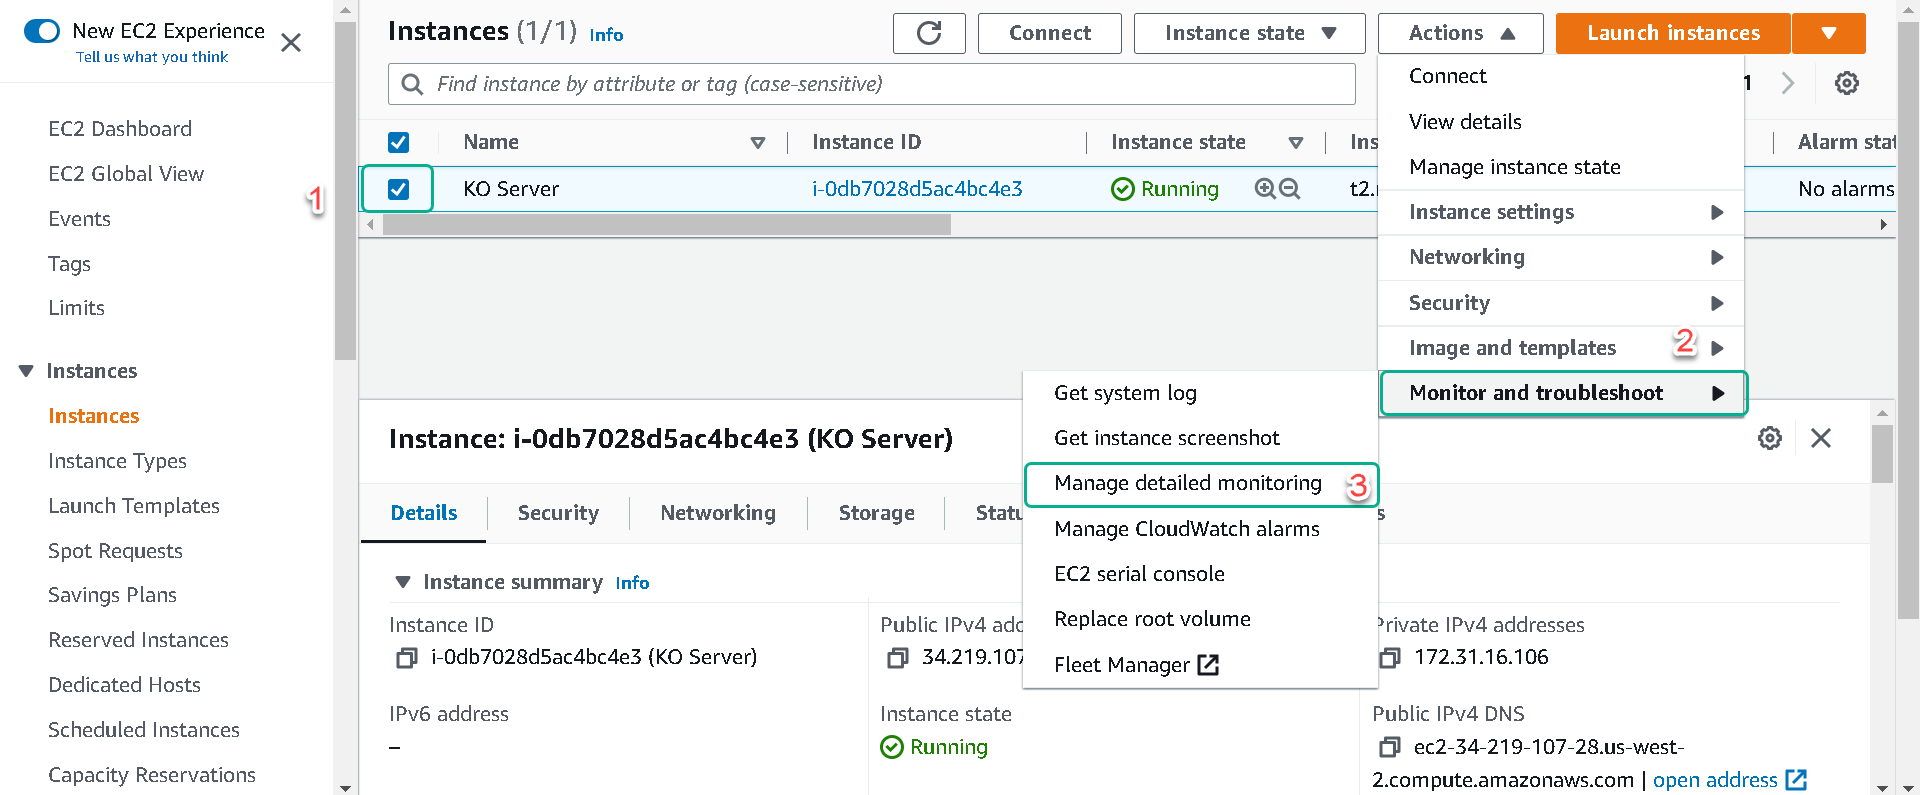 New EC2 Experience
Tell us what you think
EC2 Dashboard
EC2 Global View
Events
Tags
Limits
Instances
Instances
Instance Types
Launch Templates
Spot Requests
Savings Plans
Reserved Instances
Dedicated Hosts
Scheduled Instances
Capacity Reservations
1
Instances (1/1) Info
Connect
Instance state
Actions
Launch instances
Find instance by attribute or tag (case-sensitive)
1
Name
Instance ID
Instance state
Ins
Alarm stat
KO Server
i-0db7028d5ac4bc4e3
Running
t2.
No alarms
Connect
View details
Manage instance state
Instance settings
Networking
Security
Image and templates
2
Monitor and troubleshoot
Get system log
Get instance screenshot
Manage detailed monitoring
3
Manage CloudWatch alarms
EC2 serial console
Replace root volume
Fleet Manager
Instance: i-0db7028d5ac4bc4e3 (KO Server)
Details
Security
Networking
Storage
Statu
s
Instance summary Info
Instance ID
i-0db7028d5ac4bc4e3 (KO Server)
Public IPv4 add
34.219.107
Private IPv4 addresses
172.31.16.106
IPv6 address
–
Instance state
Running
Public IPv4 DNS
ec2-34-219-107-28.us-west-
2.compute.amazonaws.com | open address